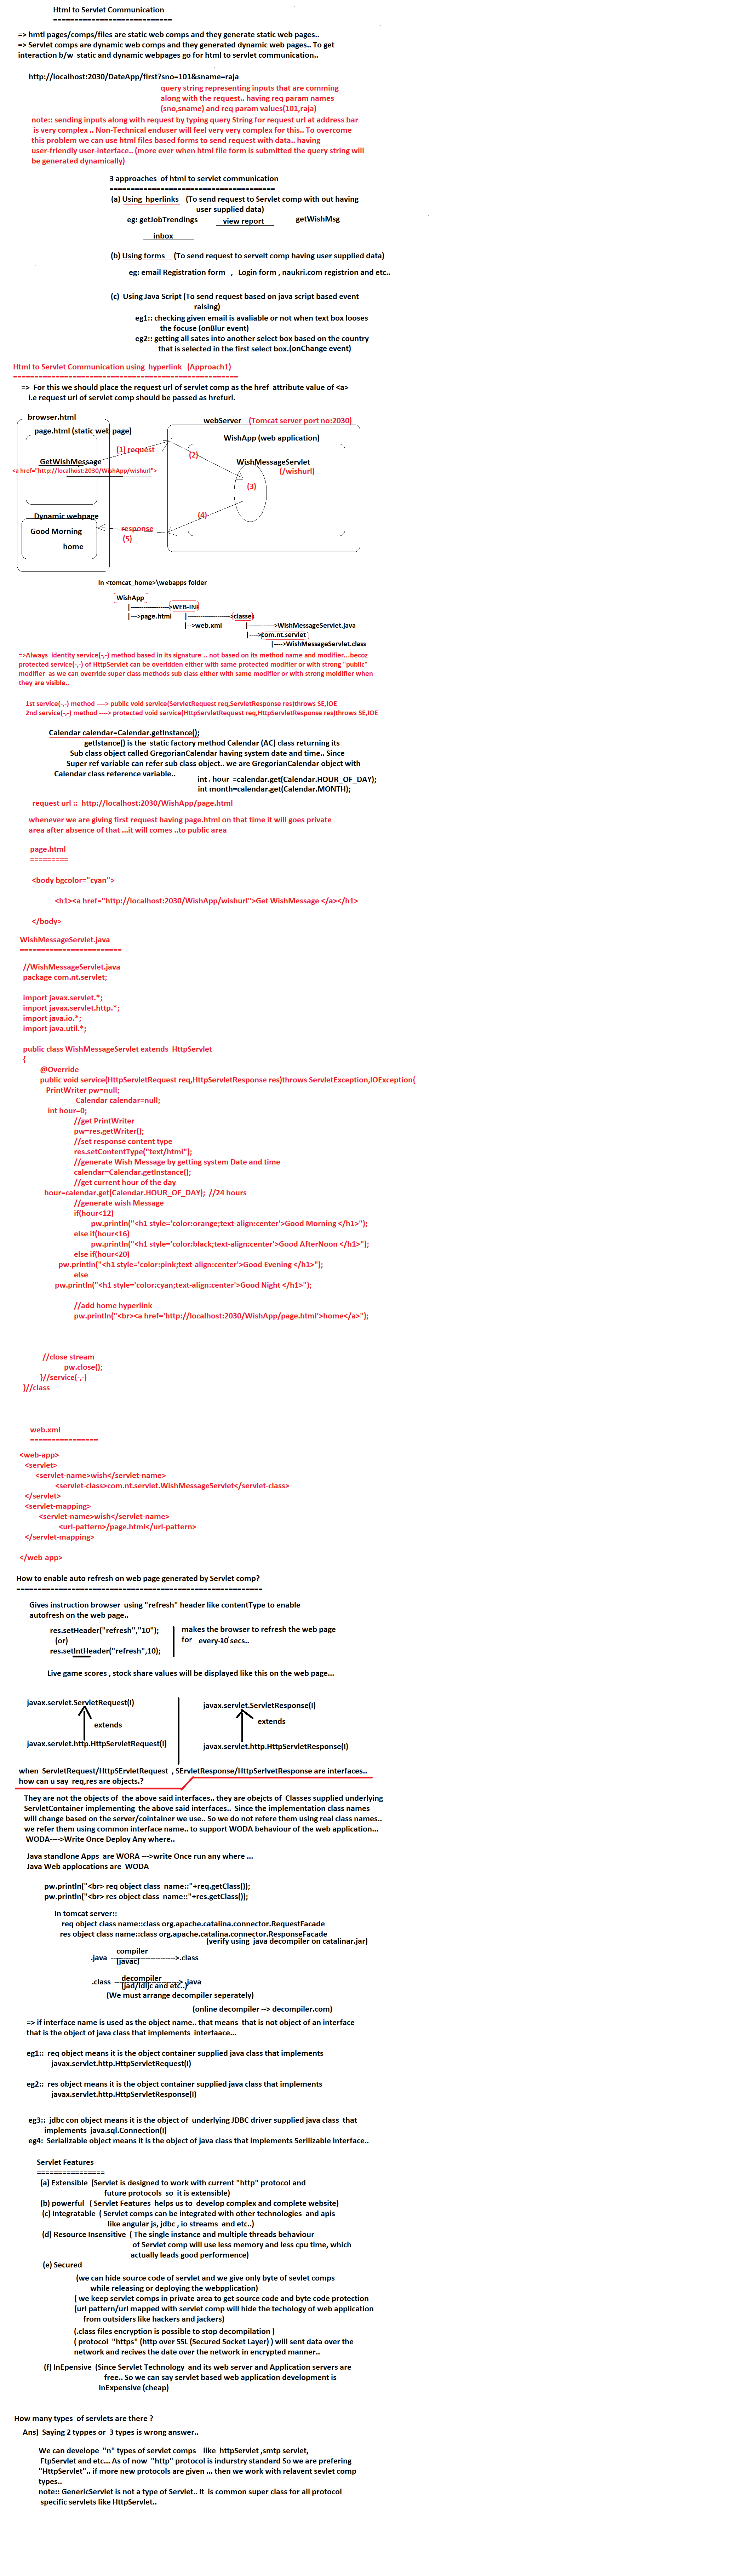 Html to Servlet Communication
============================
=> hmtl pages/comps/files are static web comps and they generate static web pages..
=> Servlet comps are dynamic web comps and they generated dynamic web pages.. To get
interaction b/w static and dynamic webpages go for html to servlet communication..
http://localhost:2030/DateApp/first?sno=101&sname=raja
query string representing inputs that are comming
along with the request.. having req param names
(sno,sname) and req param values(101,raja)
note:: sending inputs along with request by typing query String for request url at address bar
is very complex .. Non-Technical enduser will feel very very complex for this.. To overcome
this problem we can use html files based forms to send request with data.. having
user-friendly user-interface.. (more ever when html file form is submitted the query string will
be generated dynamically)
3 approaches of html to servlet communication
=======================================
(a) Using hperlinks (To send request to Servlet comp with out having
user supplied data)
eg: getJobTrendings view report getWishMsg
inbox
(b) Using forms (To send request to servelt comp having user supplied data)
eg: email Registration form , Login form , naukri.com registrion and etc..
(c) Using Java Script (To send request based on java script based event
raising)
eg1:: checking given email is avaliable or not when text box looses
the focuse (onBlur event)
eg2:: getting all sates into another select box based on the country
that is selected in the first select box.(onChange event)
Html to Servlet Communication using hyperlink (Approach1)
=====================================================
=> For this we should place the request url of servlet comp as the href attribute value of <a>
i.e request url of servlet comp should be passed as hrefurl.
browser.html
webServer (Tomcat server port no:2030)
page.html (static web page)
WishApp (web application)
(1) request
(2)
GetWishMessage
WishMessageServlet
<a href="http://localhost:2030/WishApp/wishurl">
(/wishurl)
(3)
Dynamic webpage
(4)
Good Morning
response
(5)
home
In <tomcat_home>\webapps folder
WishApp
|---------------->WEB-INF
|--->page.html |------------------->classes
|-->web.xml |----------->WishMessageServlet.java
|---->com.nt.servlet
|---->WishMessageServlet.class
=>Always identity service(-,-) method based in its signature .. not based on its method name and modifier...becoz
protected service(-,-) of HttpServlet can be overidden either with same protected modifier or with strong "public"
modifier as we can override super class methods sub class either with same modifier or with strong moidifier when
they are visible..
1st service(-,-) method ----> public void service(ServletRequest req,ServletResponse res)throws SE,IOE
2nd service(-,-) method ----> protected void service(HttpServletRequest req,HttpServletResponse res)throws SE,IOE
Calendar calendar=Calendar.getInstance();
getIstance() is the static factory method Calendar (AC) class returning its
Sub class object called GregorianCalendar having system date and time.. Since
Super ref variable can refer sub class object.. we are GregorianCalendar object with
Calendar class reference variable..
int hour =calendar.get(Calendar.HOUR_OF_DAY);
int month=calendar.get(Calendar.MONTH);
request url :: http://localhost:2030/WishApp/page.html
whenever we are giving first request having page.html on that time it will goes private
area after absence of that ...it will comes ..to public area
page.html
=========
<body bgcolor="cyan">
<h1><a href="http://localhost:2030/WishApp/wishurl">Get WishMessage </a></h1>
</body>
WishMessageServlet.java
========================
//WishMessageServlet.java
package com.nt.servlet;
import javax.servlet.*;
import javax.servlet.http.*;
import java.io.*;
import java.util.*;
public class WishMessageServlet extends HttpServlet
{
@Override
public void service(HttpServletRequest req,HttpServletResponse res)throws ServletException,IOException{
PrintWriter pw=null;
Calendar calendar=null;
int hour=0;
//get PrintWriter
pw=res.getWriter();
//set response content type
res.setContentType("text/html");
//generate Wish Message by getting system Date and time
calendar=Calendar.getInstance();
//get current hour of the day
hour=calendar.get(Calendar.HOUR_OF_DAY); //24 hours
//generate wish Message
if(hour<12)
pw.println("<h1 style='color:orange;text-align:center'>Good Morning </h1>");
else if(hour<16)
pw.println("<h1 style='color:black;text-align:center'>Good AfterNoon </h1>");
else if(hour<20)
pw.println("<h1 style='color:pink;text-align:center'>Good Evening </h1>");
else
pw.println("<h1 style='color:cyan;text-align:center'>Good Night </h1>");
//add home hyperlink
pw.println("<br><a href='http://localhost:2030/WishApp/page.html'>home</a>");
//close stream
pw.close();
}//service(-,-)
}//class
web.xml
================
<web-app>
<servlet>
<servlet-name>wish</servlet-name>
<servlet-class>com.nt.servlet.WishMessageServlet</servlet-class>
</servlet>
<servlet-mapping>
<servlet-name>wish</servlet-name>
<url-pattern>/page.html</url-pattern>
</servlet-mapping>
</web-app>
How to enable auto refresh on web page generated by Servlet comp?
==========================================================
Gives instruction browser using "refresh" header like contentType to enable
autofresh on the web page..
res.setHeader("refresh","10");
(or)
res.setIntHeader("refresh",10);
makes the browser to refresh the web page
for every 10 secs..
Live game scores , stock share values will be displayed like this on the web page...
javax.servlet.ServletRequest(I)
javax.servlet.ServletResponse(I)
extends
extends
javax.servlet.http.HttpServletRequest(I)
javax.servlet.http.HttpServletResponse(I)
when ServletRequest/HttpSErvletRequest , SErvletResponse/HttpSerlvetResponse are interfaces..
how can u say req,res are objects.?
They are not the objects of the above said interfaces.. they are obejcts of Classes supplied underlying
ServletContainer implementing the above said interfaces.. Since the implementation class names
will change based on the server/cointainer we use.. So we do not refere them using real class names..
we refer them using common interface name.. to support WODA behaviour of the web application...
WODA---->Write Once Deploy Any where..
Java standlone Apps are WORA --->write Once run any where ...
Java Web applocations are WODA
pw.println("<br> req object class name::"+req.getClass());
pw.println("<br> res object class name::"+res.getClass());
In tomcat server::
req object class name::class org.apache.catalina.connector.RequestFacade
res object class name::class org.apache.catalina.connector.ResponseFacade
(verify using java decompiler on catalinar.jar)
compiler
.java ------------------------->.class
(javac)
decompiler
.class -------------------------> .java
(jad/idljc and etc..)
(We must arrange decompiler seperately)
(online decompiler --> decompiler.com)
=> if interface name is used as the object name.. that means that is not object of an interface
that is the object of java class that implements interfaace...
eg1:: req object means it is the object container supplied java class that implements
javax.servlet.http.HttpServletRequest(I)
eg2:: res object means it is the object container supplied java class that implements
javax.servlet.http.HttpServletResponse(I)
eg3:: jdbc con object means it is the object of underlying JDBC driver supplied java class that
implements java.sql.Connection(I)
eg4: Serializable object means it is the object of java class that implements Serilizable interface..
Servlet Features
================
(a) Extensible (Servlet is designed to work with current "http" protocol and
future protocols so it is extensible)
(b) powerful ( Servlet Features helps us to develop complex and complete website)
(c) Integratable ( Servlet comps can be integrated with other technologies and apis
like angular js, jdbc , io streams and etc..)
(d) Resource Insensitive ( The single instance and multiple threads behaviour
of Servlet comp will use less memory and less cpu time, which
actually leads good performence)
(e) Secured
(we can hide source code of servlet and we give only byte of sevlet comps
while releasing or deploying the webpplication)
( we keep servlet comps in private area to get source code and byte code protection
(url pattern/url mapped with servlet comp will hide the techology of web application
from outsiders like hackers and jackers)
(.class files encryption is possible to stop decompilation )
( protocol "https" (http over SSL (Secured Socket Layer) ) will sent data over the
network and recives the date over the network in encrypted manner..
(f) InEpensive (Since Servlet Technology and its web server and Application servers are
free.. So we can say servlet based web application development is
InExpensive (cheap)
How many types of servlets are there ?
Ans) Saying 2 typpes or 3 types is wrong answer..
We can develope "n" types of servlet comps like httpServlet ,smtp servlet,
FtpServlet and etc... As of now "http" protocol is indurstry standard So we are prefering
"HttpServlet".. if more new protocols are given ... then we work with relavent sevlet comp
types..
note:: GenericServlet is not a type of Servlet.. It is common super class for all protocol
specific servlets like HttpServlet..